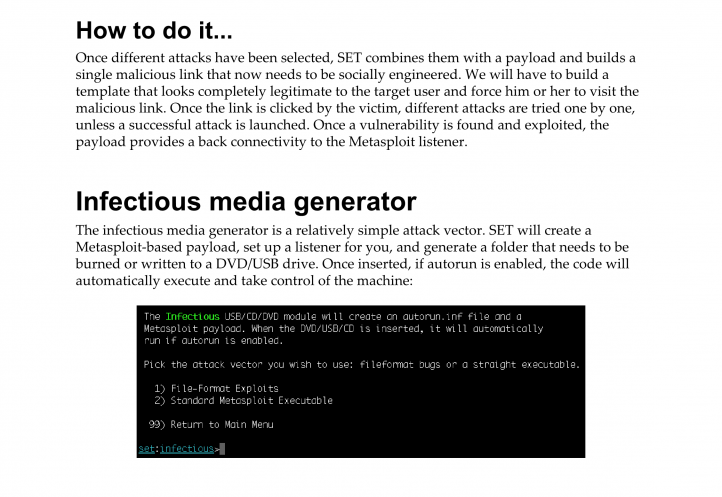 How to do it...
Once different attacks have been selected, SET combines them with a payload and builds a
single malicious link that now needs to be socially engineered. We will have to build a
template that looks completely legitimate to the target user and force him or her to visit the
malicious link. Once the link is clicked by the victim, different attacks are tried one by one,
unless a successful attack is launched. Once a vulnerability is found and exploited, the
payload provides a back connectivity to the Metasploit listener.
Infectious media generator
The infectious media generator is a relatively simple attack vector. SET will create a
Metasploit-based payload, set up a listener for you, and generate a folder that needs to be
burned or written to a DVD/USB drive. Once inserted, if autorun is enabled, the code will
automatically execute and take control of the machine:
The Infectious USB/CD/DVD module will create an autorun.inf file and a
Metasploit payload. When the DVD/USB/CD is inserted, it will automatically
run if autorun is enabled.
Pick the attack vector you wish to use: fileformat bugs or a straight executable.
1) File-Format Exploits
2) Standard Metasploit Executable
99) Return to Main Menu
set:infectious>